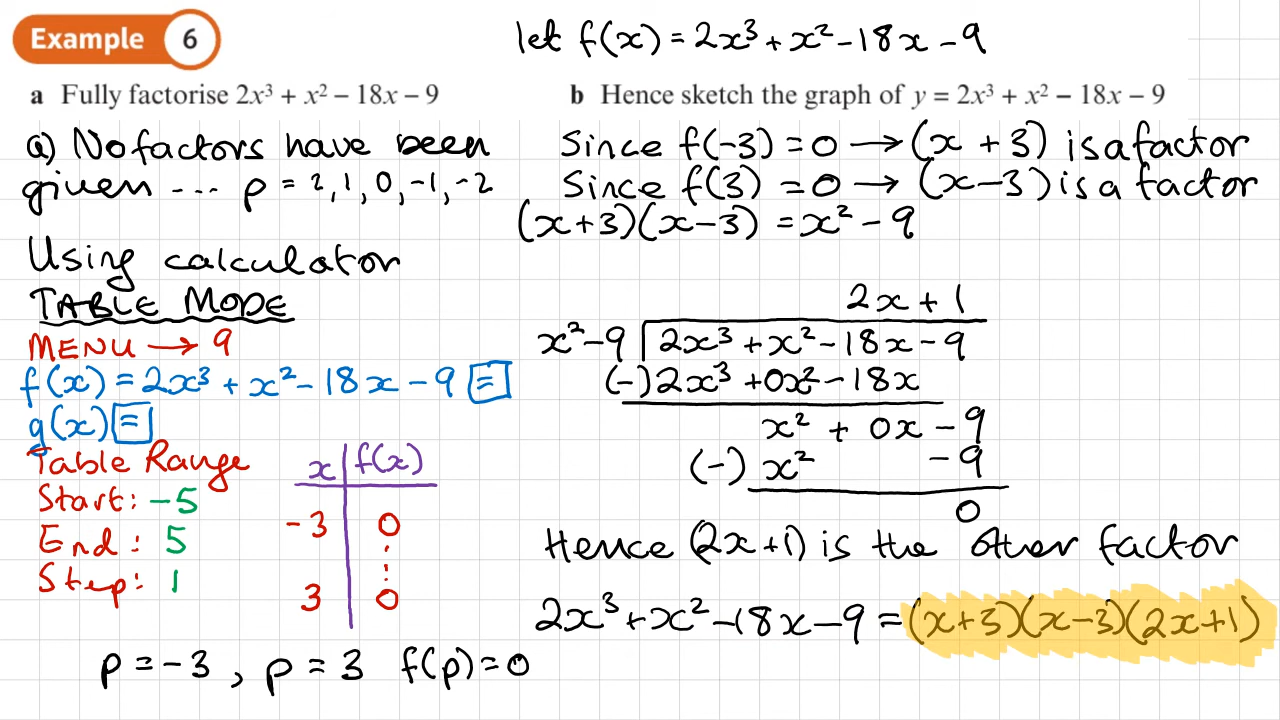 Example 6
let f(x) = 2x³ + x² - 18x - 9
a Fully factorise 2x³ + x² – 18x – 9
b Hence sketch the graph of y = 2x³ + x² – 18x – 9
a) No factors have been
given ... p = 2, 1, 0, -1, -2
Using calculator
TABLE MODE
MENU → 9
f(x) = 2x³ + x² - 18x - 9 =
g(x) =
Table Range
Start: -5
End: 5
Step: 1
x f(x)
-3 0
⋮
3 0
p = -3, p = 3 f(p) = 0
Since f(-3) = 0 → (x + 3) is a factor
Since f(3) = 0 → (x - 3) is a factor
(x+3)(x-3) = x² - 9
2x + 1
x² - 9 2x³ + x² - 18x - 9
(-) 2x³ + 0x² - 18x
x² + 0x - 9
(-) x² - 9
0
Hence (2x+1) is the other factor
2x³ + x² - 18x - 9 = (x+3)(x-3)(2x+1)